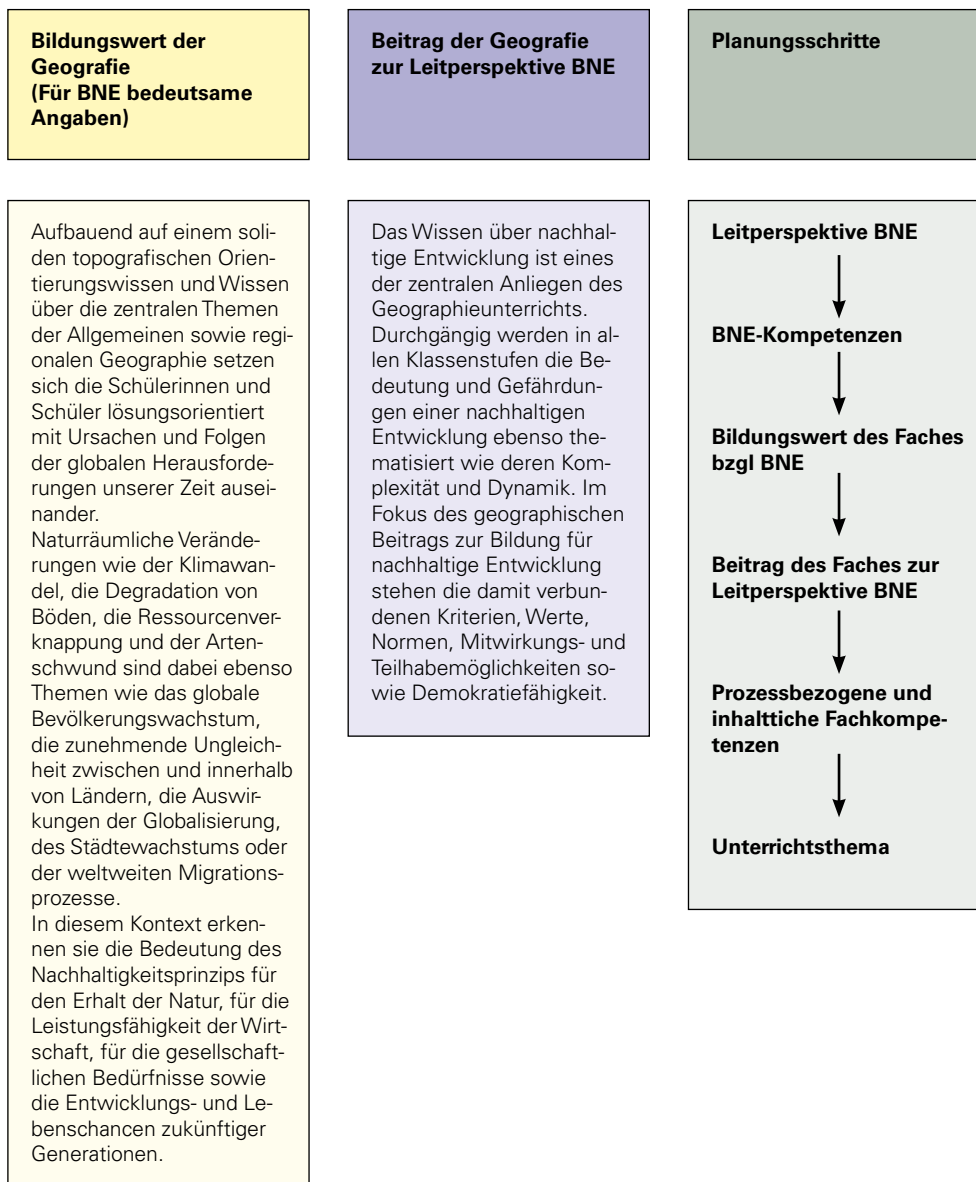 Bildungswert der
Geografie
(Für BNE bedeutsame
Angaben)
Beitrag der Geografie
zur Leitperspektive BNE
Planungsschritte
Aufbauend auf einem soli-
den topografischen Orien-
tierungswissen und Wissen
über die zentralen Themen
der Allgemeinen sowie regi-
onalen Geographie setzen
sich die Schülerinnen und
Schüler lösungsorientiert
mit Ursachen und Folgen
der globalen Herausforde-
rungen unserer Zeit ausei-
nander.
Naturräumliche Verände-
rungen wie der Klimawan-
del, die Degradation von
Böden, die Ressourcenver-
knappung und der Arten-
schwund sind dabei ebenso
Themen wie das globale
Bevölkerungswachstum,
die zunehmende Ungleich-
heit zwischen und innerhalb
von Ländern, die Auswir-
kungen der Globalisierung,
des Städtewachstums oder
der weltweiten Migrations-
prozesse.
In diesem Kontext erken-
nen sie die Bedeutung des
Nachhaltigkeitsprinzips für
den Erhalt der Natur, für die
Leistungsfähigkeit der Wirt-
schaft, für die gesellschaft-
lichen Bedürfnisse sowie
die Entwicklungs- und Le-
benschancen zukünftiger
Generationen.
Das Wissen über nachhal-
tige Entwicklung ist eines
der zentralen Anliegen des
Geographieunterrichts.
Durchgängig werden in al-
len Klassenstufen die Be-
deutung und Gefährdun-
gen einer nachhaltigen
Entwicklung ebenso the-
matisiert wie deren Kom-
plexität und Dynamik. Im
Fokus des geographischen
Beitrags zur Bildung für
nachhaltige Entwicklung
stehen die damit verbun-
denen Kriterien, Werte,
Normen, Mitwirkungs- und
Teilhabemöglichkeiten so-
wie Demokratiefähigkeit.
Leitperspektive BNE
BNE-Kompetenzen
Bildungswert des Faches
bzgl BNE
Beitrag des Faches zur
Leitperspektive BNE
Prozessbezogene und
inhalttiche Fachkompe-
tenzen
Unterrichtsthema